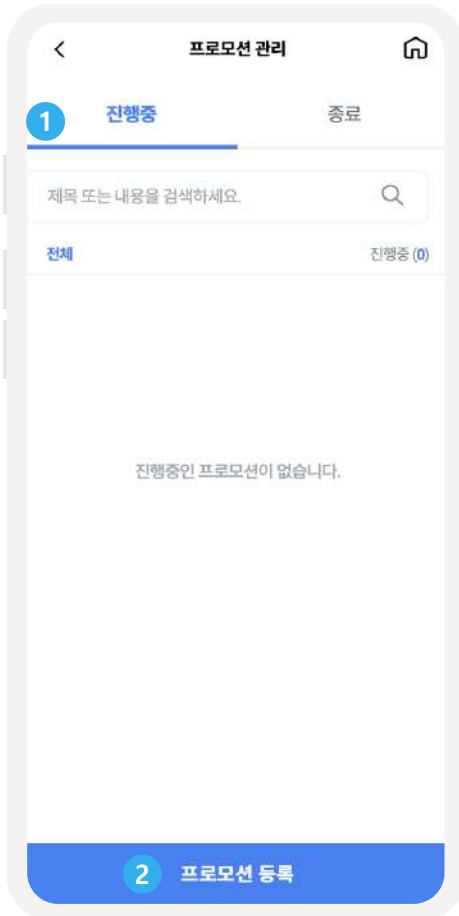 프로모션 관리
1 진행중 종료
제목 또는 내용을 검색하세요.
전체 진행중 (0)
진행중인 프로모션이 없습니다.
2 프로모션 등록